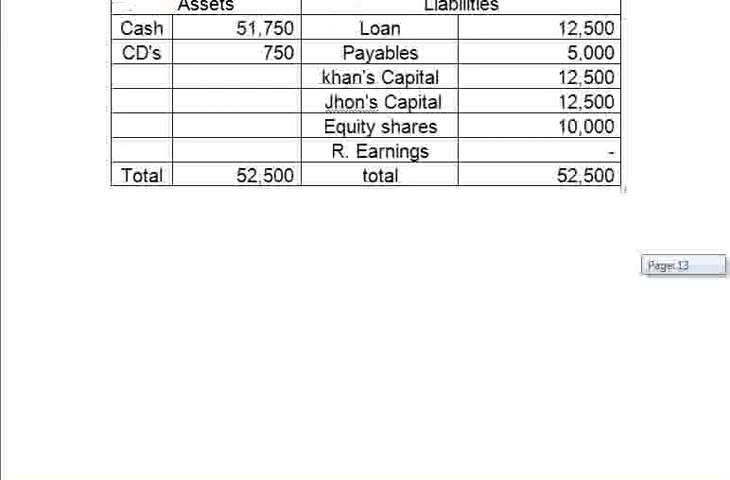 Assets Liabilities
Cash 51,750 Loan 12,500
CD's 750 Payables 5,000
khan's Capital 12,500
Jhon's Capital 12,500
Equity shares 10,000
R. Earnings -
Total 52,500 total 52,500
Page: 13